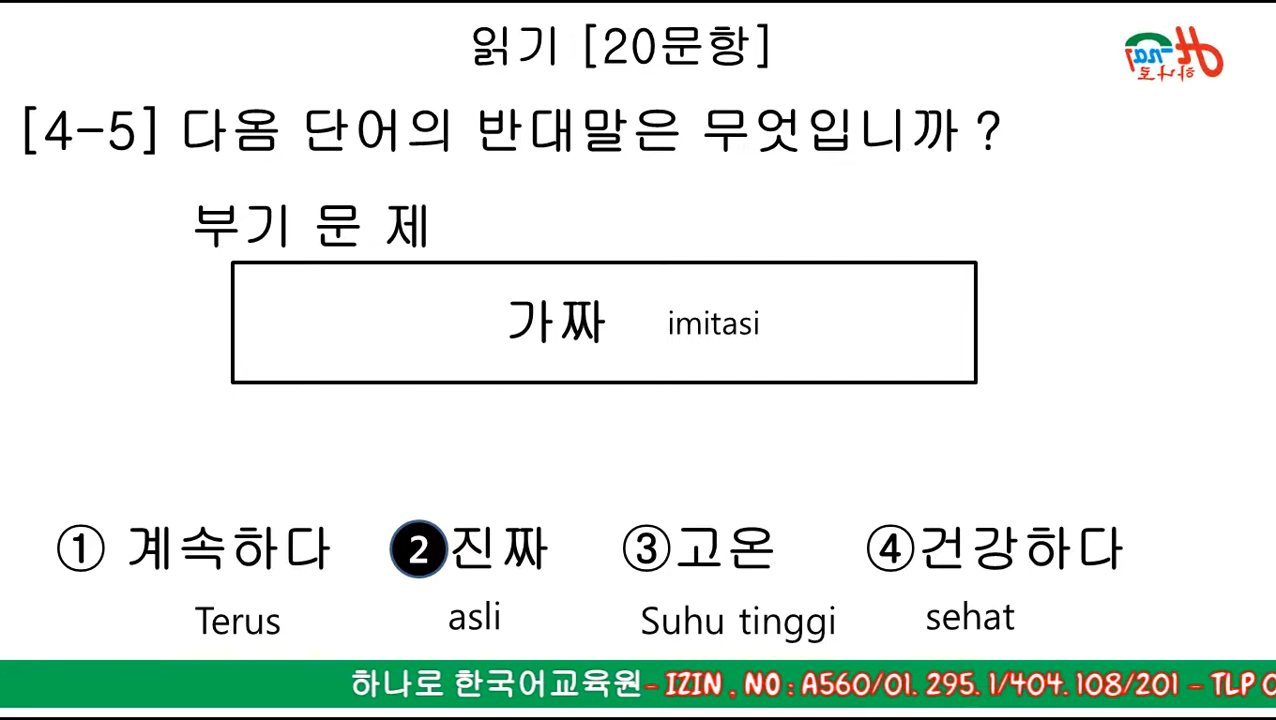 읽기 [20문항]
[4-5] 다옴 단어의 반대말은 무엇입니까?
부기 문 제
가짜 imitasi
① 계속하다 ❷진짜 ③고온 ④건강하다
Terus asli Suhu tinggi sehat
하나로 한국어교육원 - IZIN . NO : A560/01. 295. 1/404. 108/201 - TLP 0